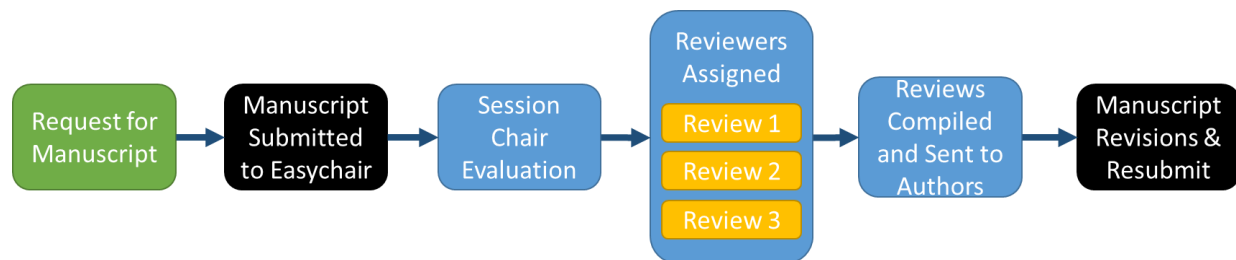 Request for
Manuscript
Manuscript
Submitted
to Easychair
Session
Chair
Evaluation
Reviewers
Assigned
Review 1
Review 2
Review 3
Reviews
Compiled
and Sent to
Authors
Manuscript
Revisions &
Resubmit